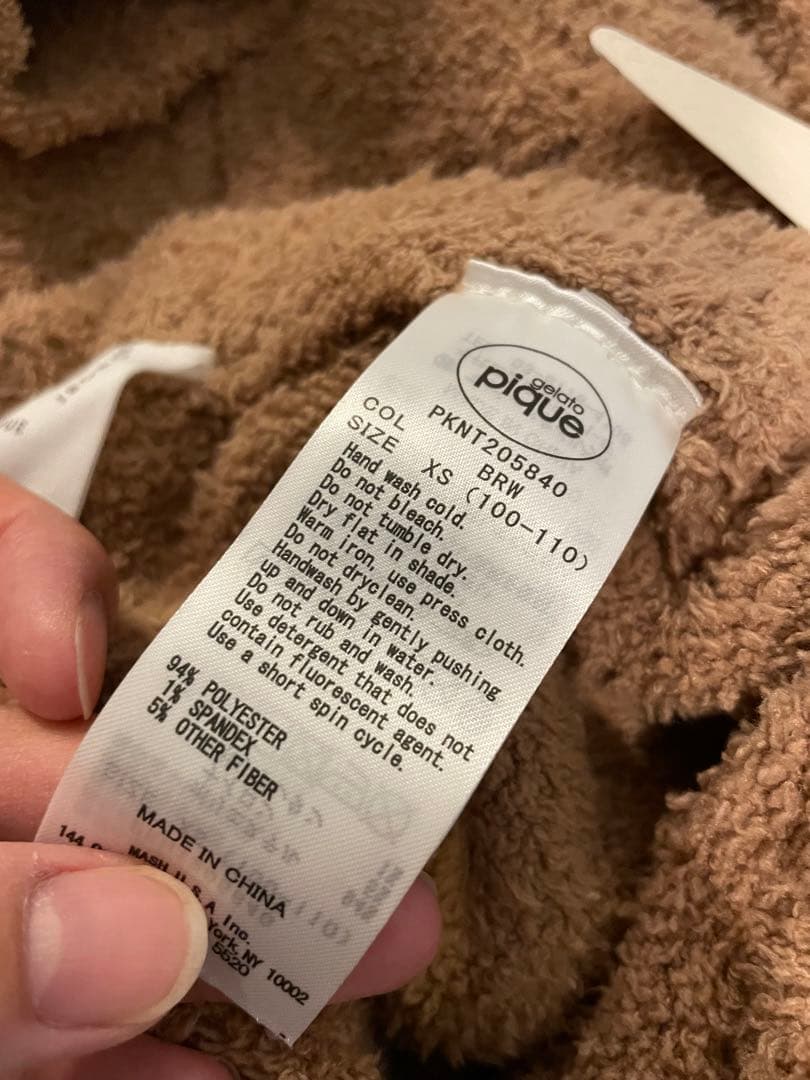 gelato
pique
PKNT205840
COL BRW
SIZE XS (100-110)
Hand wash cold.
Do not bleach.
Do not tumble dry.
Dry flat in shade.
Warm iron, use press cloth.
Do not dryclean.
Handwash by gently pushing
up and down in water.
Do not rub and wash.
Use detergent that does not
contain fluorescent agent.
Use a short spin cycle.
94% POLYESTER
1% SPANDEX
5% OTHER FIBER
MADE IN CHINA
MASH U.S.A. Inc.
144 York, NY 10002
5520